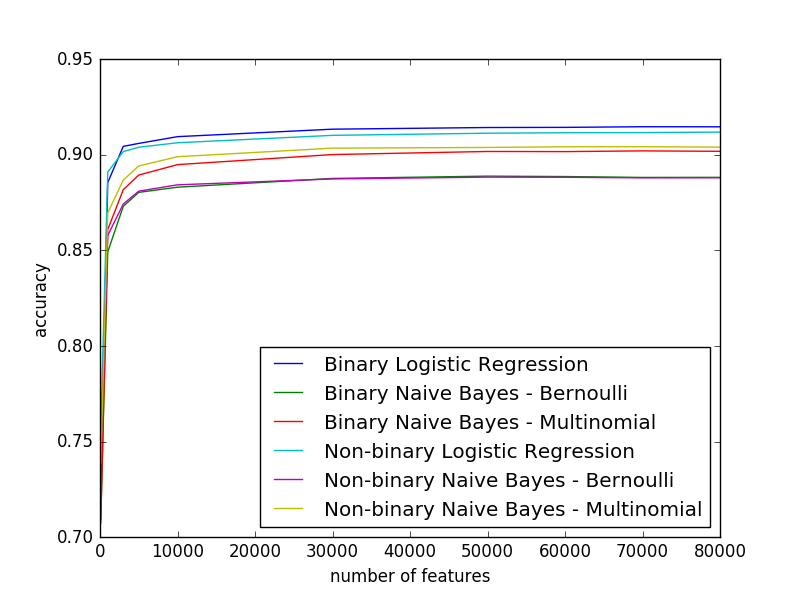 0.95
0.90
0.85
0.80
0.75
0.70
accuracy
Binary Logistic Regression
Binary Naive Bayes - Bernoulli
Binary Naive Bayes - Multinomial
Non-binary Logistic Regression
Non-binary Naive Bayes - Bernoulli
Non-binary Naive Bayes - Multinomial
0 10000 20000 30000 40000 50000 60000 70000 80000
number of features